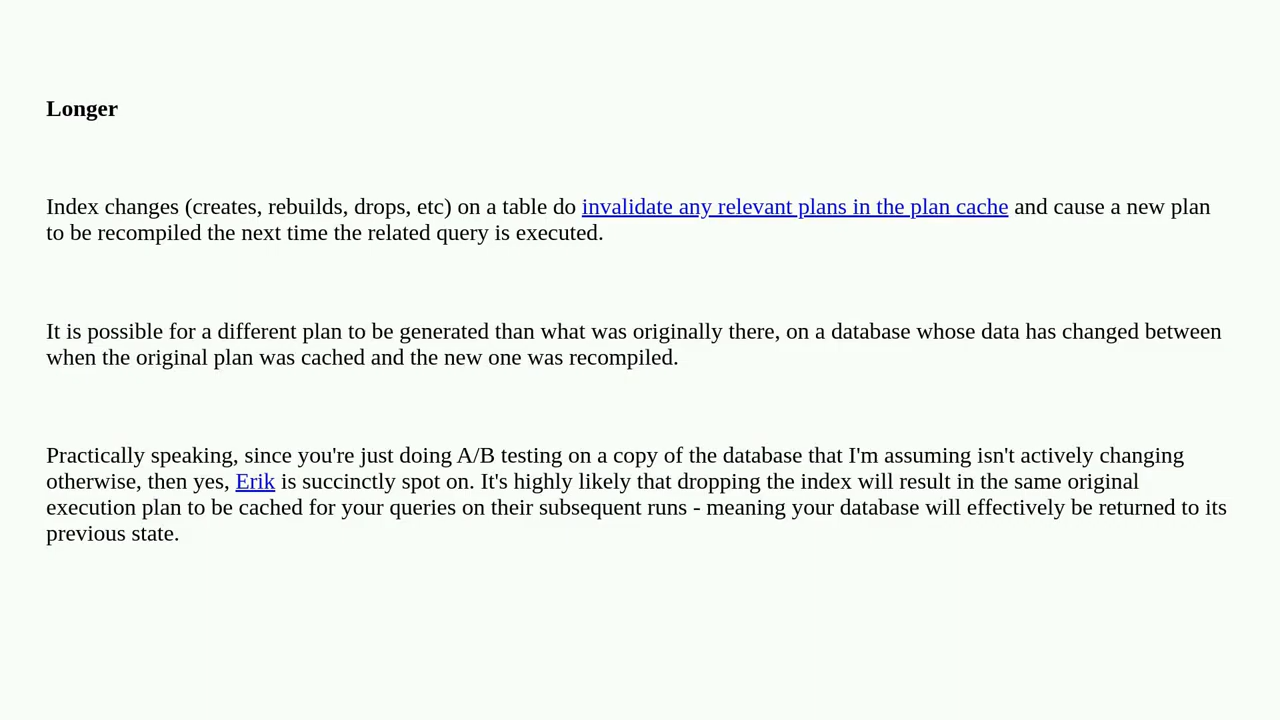 Longer
Index changes (creates, rebuilds, drops, etc) on a table do invalidate any relevant plans in the plan cache and cause a new plan
to be recompiled the next time the related query is executed.
It is possible for a different plan to be generated than what was originally there, on a database whose data has changed between
when the original plan was cached and the new one was recompiled.
Practically speaking, since you're just doing A/B testing on a copy of the database that I'm assuming isn't actively changing
otherwise, then yes, Erik is succinctly spot on. It's highly likely that dropping the index will result in the same original
execution plan to be cached for your queries on their subsequent runs - meaning your database will effectively be returned to its
previous state.